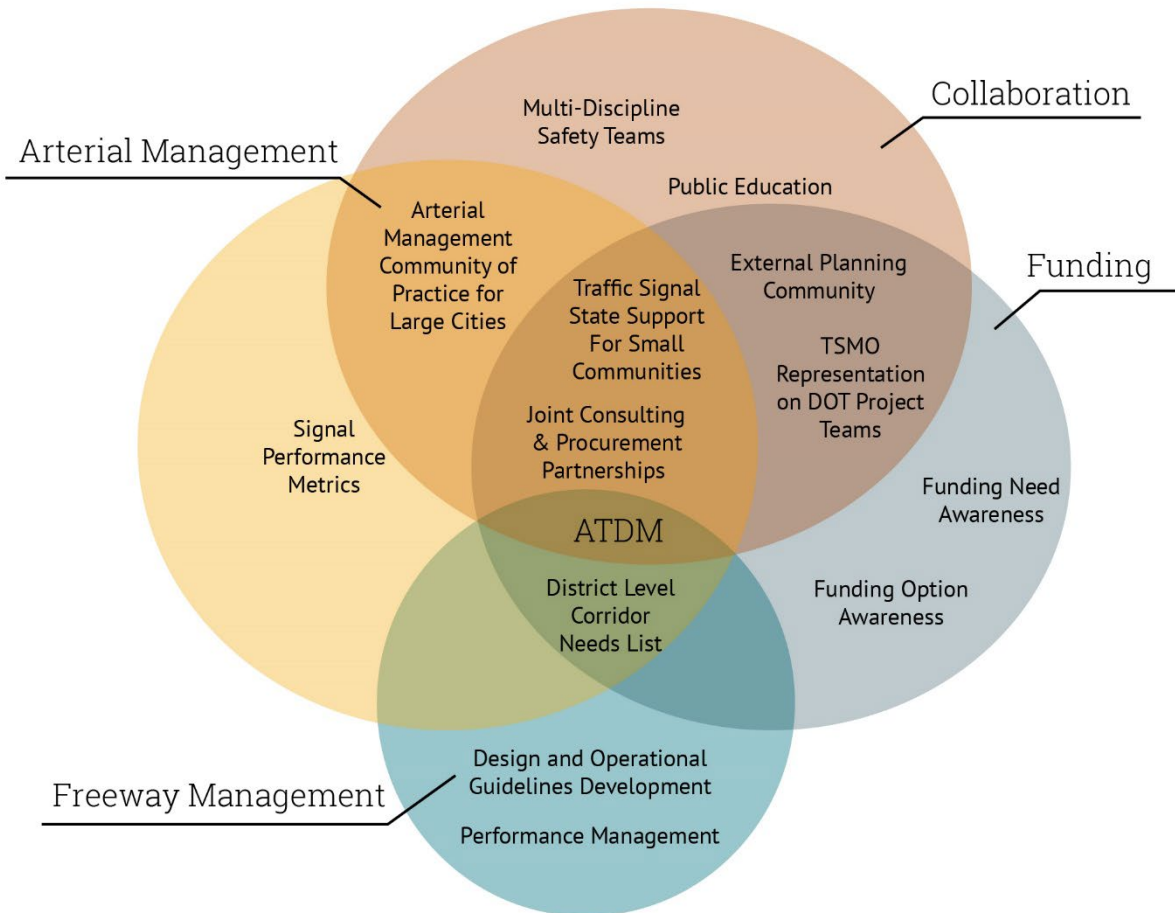 Collaboration
Multi-Discipline
Safety Teams
Arterial Management
Public Education
Arterial
Management
Community of
Practice for
Large Cities
External Planning
Community
Funding
Traffic Signal
State Support
For Small
Communities
TSMO
Representation
on DOT Project
Teams
Joint Consulting
& Procurement
Partnerships
Signal
Performance
Metrics
Funding Need
Awareness
ATDM
District Level
Corridor
Needs List
Funding Option
Awareness
Design and Operational
Guidelines Development
Freeway Management
Performance Management